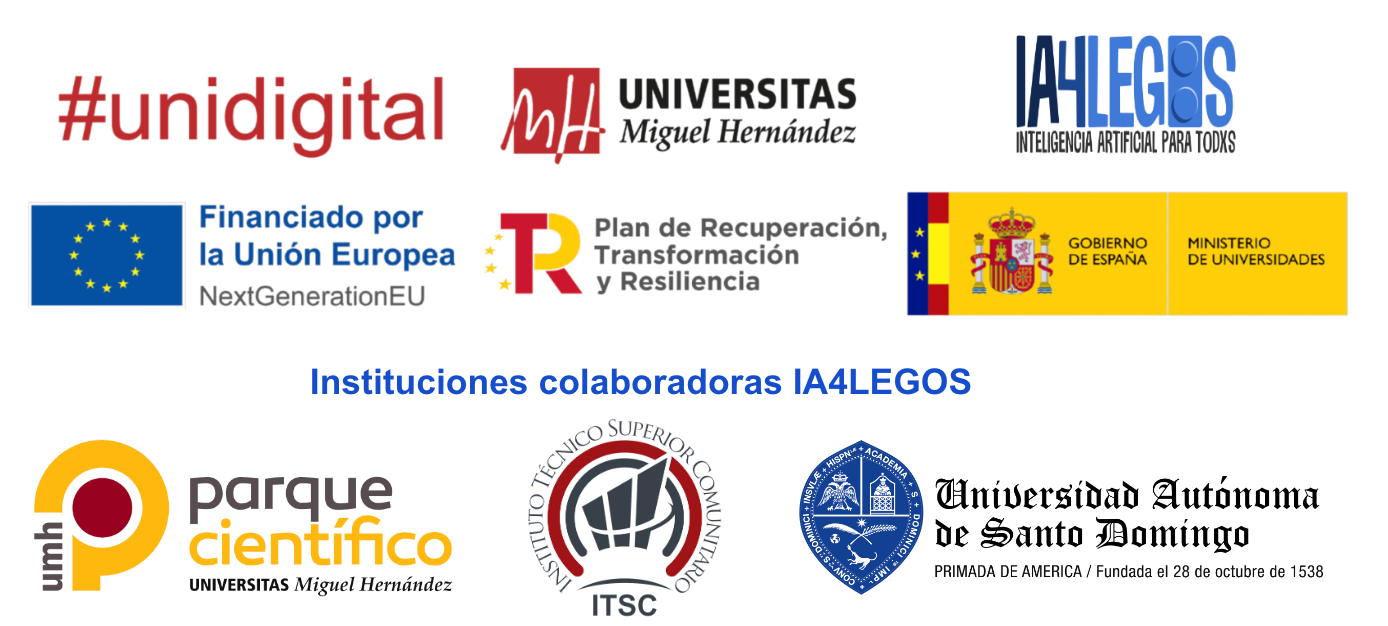 #unidigital
MH
UNIVERSITAS
Miguel Hernández
IA4LEGOS
INTELIGENCIA ARTIFICIAL PARA TODXS
Financiado por
la Unión Europea
NextGenerationEU
TR
Plan de Recuperación,
Transformación
y Resiliencia
GOBIERNO
DE ESPAÑA
MINISTERIO
DE UNIVERSIDADES
Instituciones colaboradoras IA4LEGOS
umh
parque
científico
UNIVERSITAS Miguel Hernández
INSTITUTO TÉCNICO SUPERIOR COMUNITARIO
ITSC
Universidad Autónoma
de Santo Domingo
PRIMADA DE AMERICA / Fundada el 28 de octubre de 1538